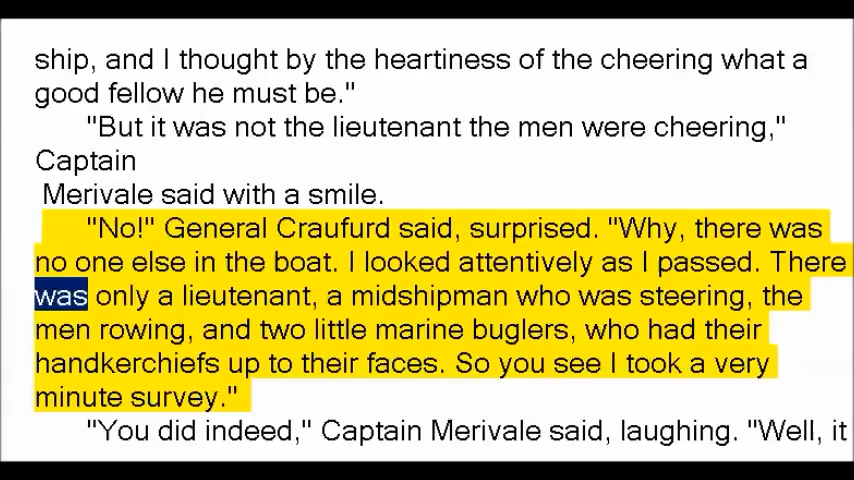 ship, and I thought by the heartiness of the cheering what a
good fellow he must be."
"But it was not the lieutenant the men were cheering,"
Captain
Merivale said with a smile.
"No!" General Craufurd said, surprised. "Why, there was
no one else in the boat. I looked attentively as I passed. There
was only a lieutenant, a midshipman who was steering, the
men rowing, and two little marine buglers, who had their
handkerchiefs up to their faces. So you see I took a very
minute survey."
"You did indeed," Captain Merivale said, laughing. "Well, it